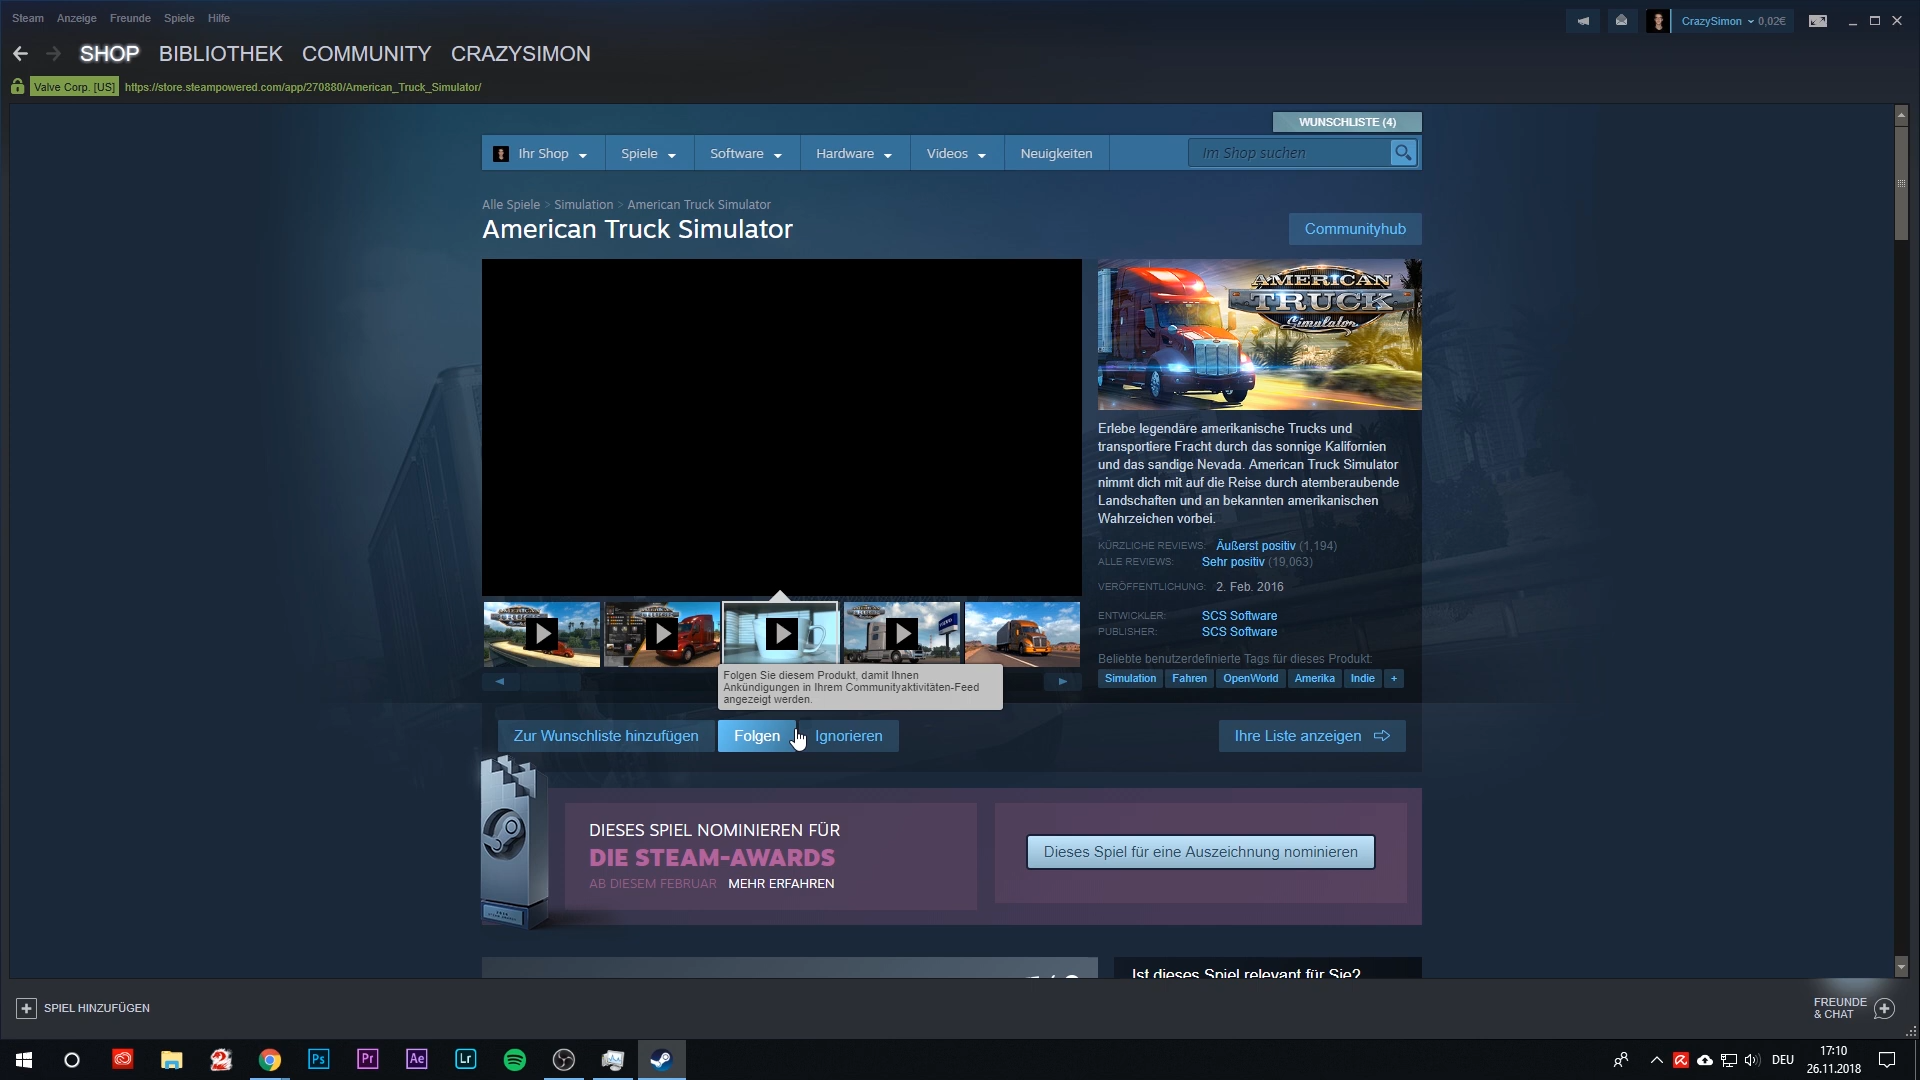 Steam Anzeige Freunde Spiele Hilfe
CrazySimon 0,02€
SHOP BIBLIOTHEK COMMUNITY CRAZYSIMON
Valve Corp. [US] https://store.steampowered.com/app/270880/American_Truck_Simulator/
WUNSCHLISTE (4)
Ihr Shop Spiele Software Hardware Videos Neuigkeiten Im Shop suchen
Alle Spiele > Simulation > American Truck Simulator
American Truck Simulator
Communityhub
AMERICAN
TRUCK
Simulator
Erlebe legendäre amerikanische Trucks und
transportiere Fracht durch das sonnige Kalifornien
und das sandige Nevada. American Truck Simulator
nimmt dich mit auf die Reise durch atemberaubende
Landschaften und an bekannten amerikanischen
Wahrzeichen vorbei.
KÜRZLICHE REVIEWS: Äußerst positiv (1,194)
ALLE REVIEWS: Sehr positiv (19,063)
VERÖFFENTLICHUNG: 2. Feb. 2016
ENTWICKLER: SCS Software
PUBLISHER: SCS Software
Beliebte benutzerdefinierte Tags für dieses Produkt:
Simulation Fahren OpenWorld Amerika Indie +
Folgen Sie diesem Produkt, damit Ihnen
Ankündigungen in Ihrem Communityaktivitäten-Feed
angezeigt werden.
Zur Wunschliste hinzufügen Folgen Ignorieren Ihre Liste anzeigen
DIESES SPIEL NOMINIEREN FÜR
DIE STEAM-AWARDS
AB DIESEM FEBRUAR MEHR ERFAHREN
Dieses Spiel für eine Auszeichnung nominieren
Ist dieses Spiel relevant für Sie?
SPIEL HINZUFÜGEN
FREUNDE
& CHAT
Ps Pr Ae Lr
DEU
17:10
26.11.2018